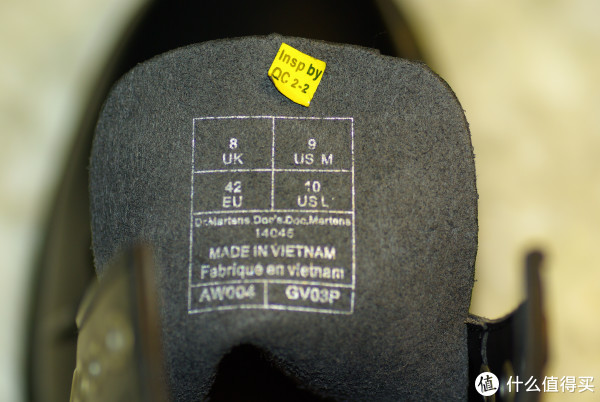 Insp by
QC 2-2
8 9
UK US M
42 10
EU US L
Dr.Martens.Doc's.Doc.Martens
14045
MADE IN VIETNAM
Fabrique en vietnam
AW004 GV03P
值 什么值得买